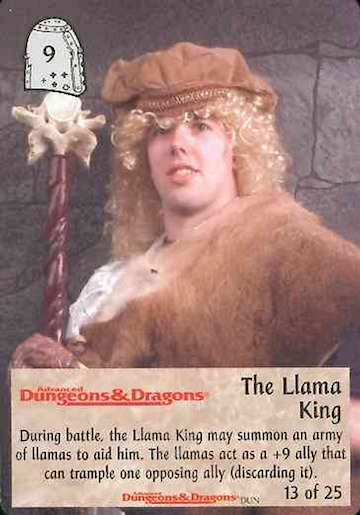 9
Advanced
Dungeons & Dragons®
The Llama
King
During battle, the Llama King may summon an army
of llamas to aid him. The llamas act as a +9 ally that
can trample one opposing ally (discarding it).
Advanced
Dungeons & Dragons® DUN
13 of 25